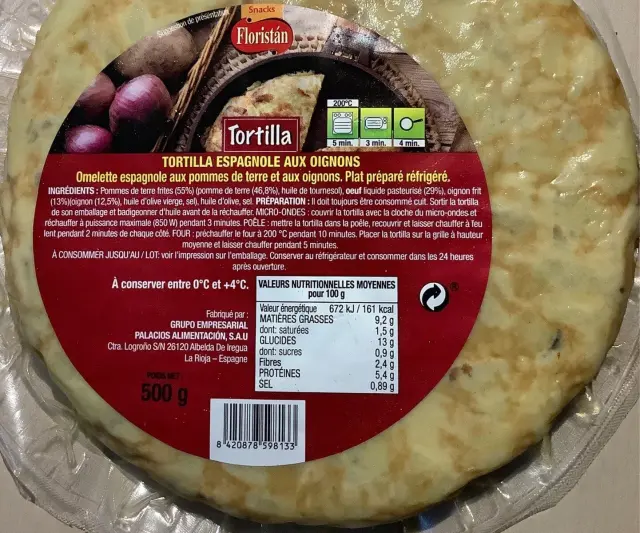 Suggestion de présentation
Snacks
Floristán
Tortilla
200°C
5 min. 3 min. 4 min.
TORTILLA ESPAGNOLE AUX OIGNONS
Omelette espagnole aux pommes de terre et aux oignons. Plat préparé réfrigéré.
INGRÉDIENTS : Pommes de terre frites (55%) (pomme de terre (46,8%), huile de tournesol), oeuf liquide pasteurisé (29%), oignon frit
(13%)(oignon (12,5%), huile d'olive vierge, sel), huile d'olive, sel. PRÉPARATION : Il doit toujours être consommé cuit. Sortir la tortilla
de son emballage et badigeonner d'huile avant de la réchauffer. MICRO-ONDES : couvrir la tortilla avec la cloche du micro-ondes et
réchauffer à puissance maximale (850 W) pendant 3 minutes. POÊLE : mettre la tortilla dans la poêle, recouvrir et laisser chauffer à feu
lent pendant 2 minutes de chaque côté. FOUR : préchauffer le four à 200 °C pendant 10 minutes. Placer la tortilla sur la grille à hauteur
moyenne et laisser chauffer pendant 5 minutes.
À CONSOMMER JUSQU'AU / LOT: voir l'impression sur l'emballage. Conserver au réfrigérateur et consommer dans les 24 heures
après ouverture.
À conserver entre 0°C et +4°C.
VALEURS NUTRITIONNELLES MOYENNES
pour 100 g
Valeur énergétique 672 kJ / 161 kcal
MATIÈRES GRASSES 9,2 g
dont: saturées 1,5 g
GLUCIDES 13 g
dont: sucres 0,9 g
Fibres 2,4 g
PROTÉINES 5,4 g
SEL 0,89 g
®
Fabriqué par :
GRUPO EMPRESARIAL
PALACIOS ALIMENTACIÓN, S.A.U
Ctra. Logroño S/N 26120 Albelda De Iregua
La Rioja – Espagne
POIDS NET
500 g
8 420878 598133